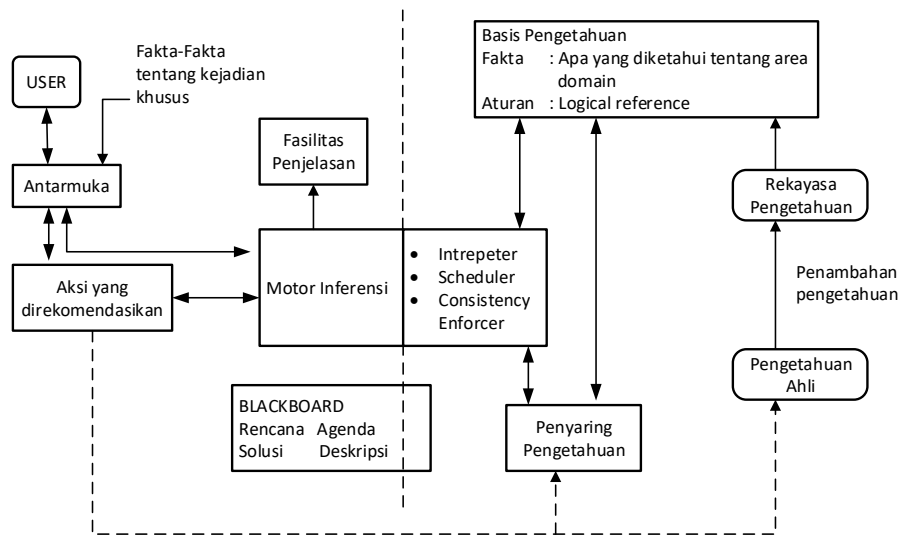 USER
Fakta-Fakta
tentang kejadian
khusus
Antarmuka
Aksi yang
direkomendasikan
Fasilitas
Penjelasan
Motor Inferensi
• Intrepeter
• Scheduler
• Consistency
Enforcer
BLACKBOARD
Rencana Agenda
Solusi Deskripsi
Basis Pengetahuan
Fakta : Apa yang diketahui tentang area
domain
Aturan : Logical reference
Rekayasa
Pengetahuan
Penambahan
pengetahuan
Pengetahuan
Ahli
Penyaring
Pengetahuan